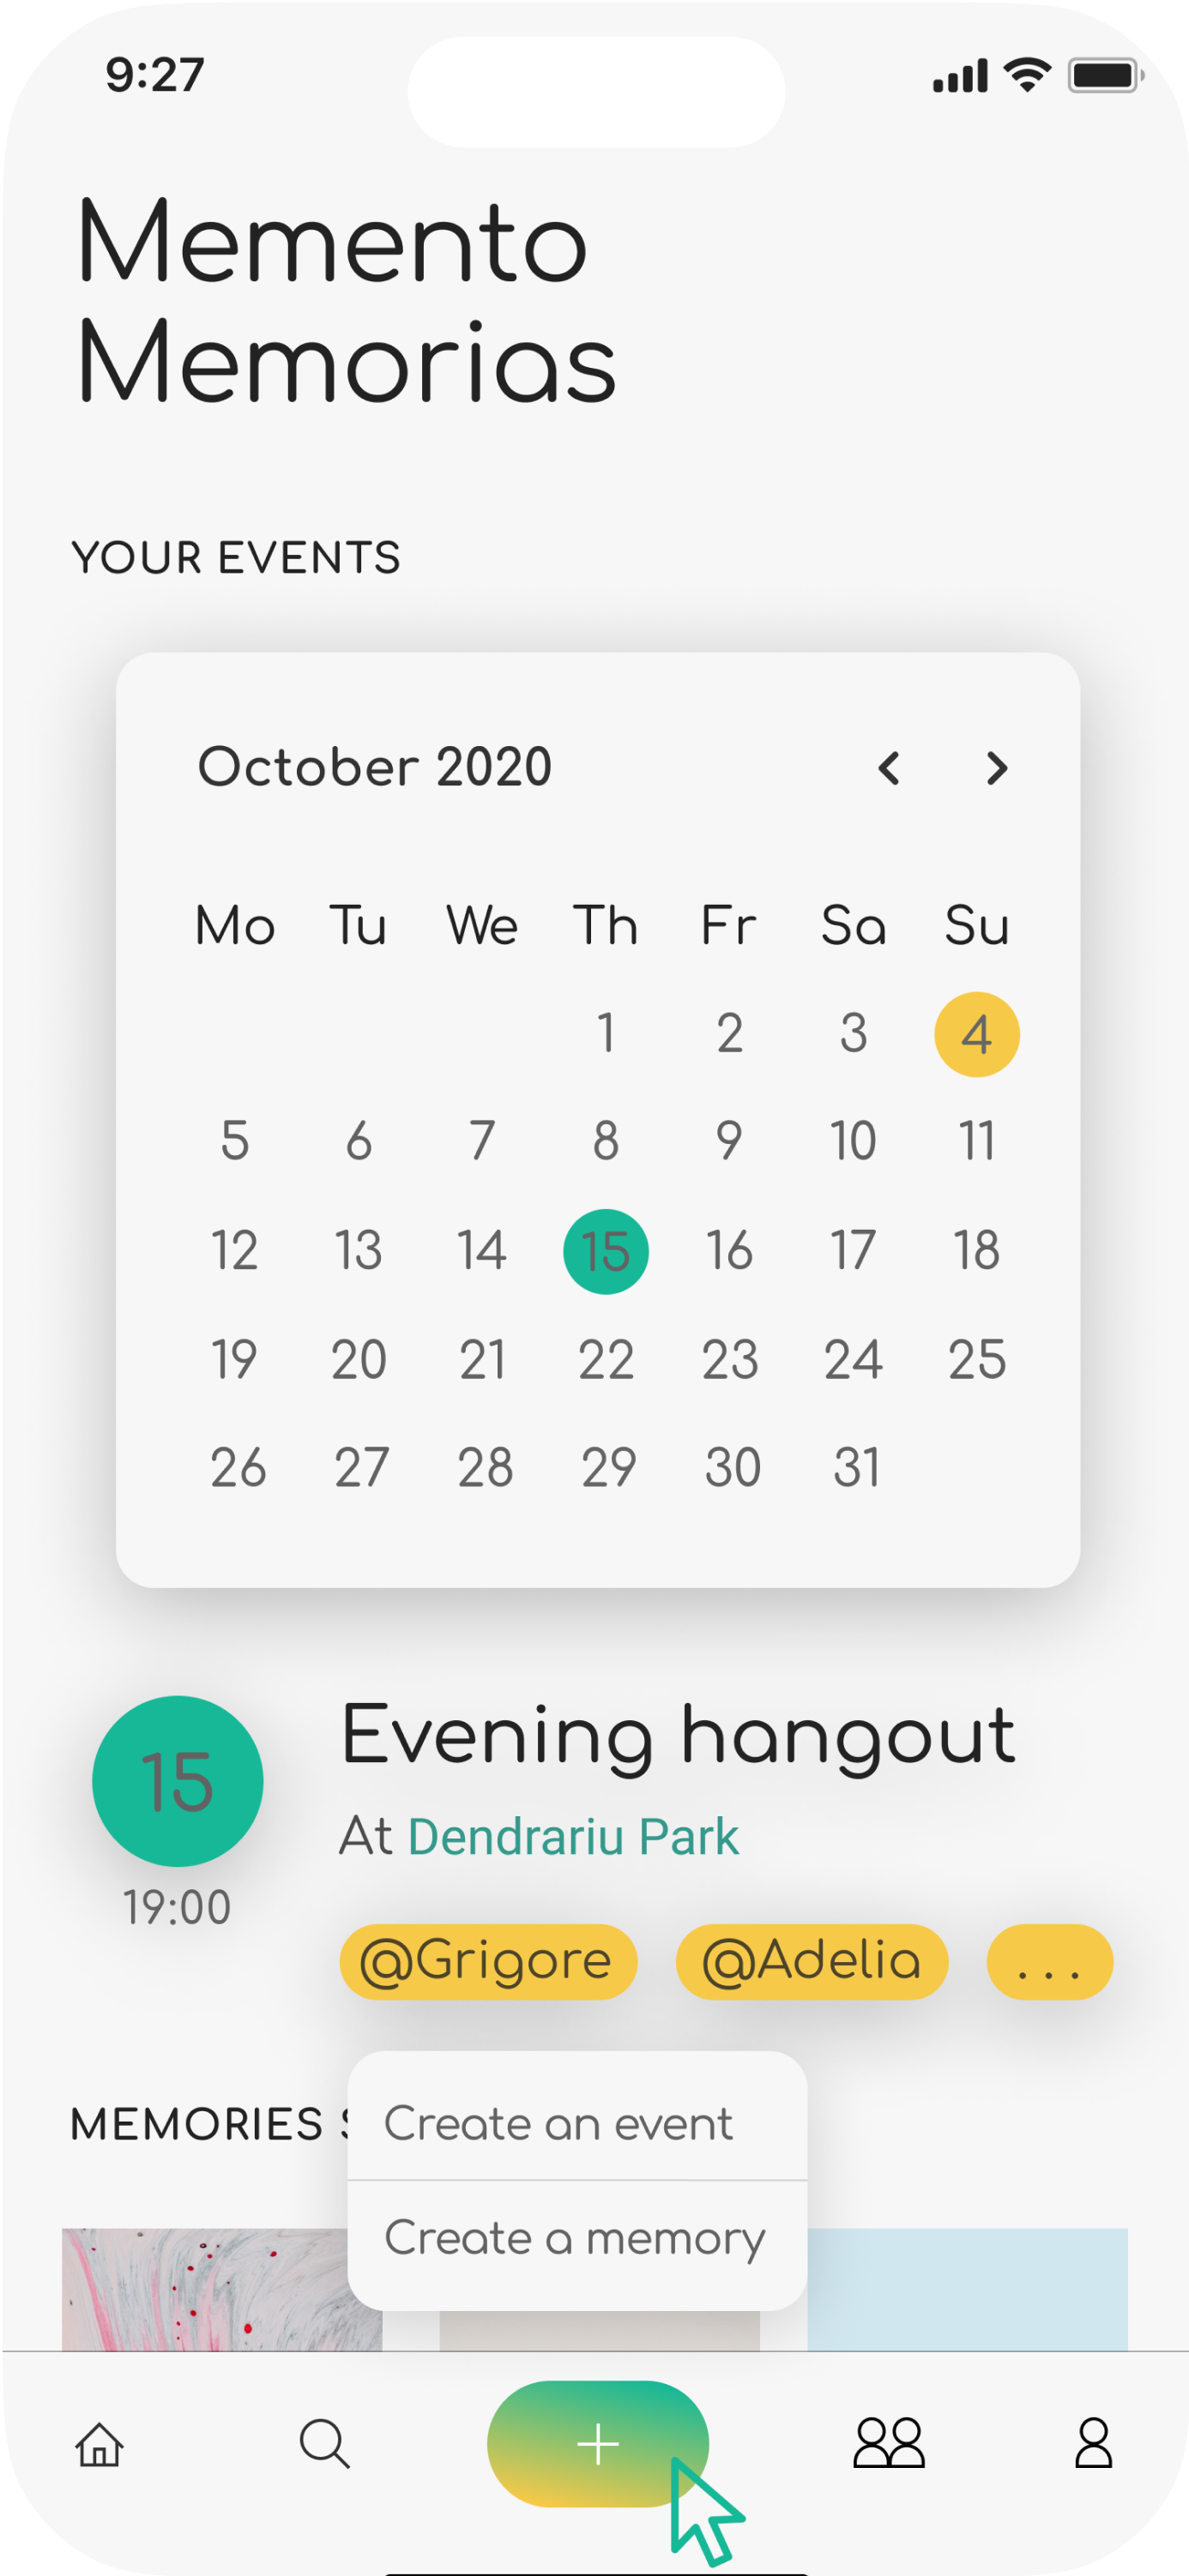 9:27
Memento
Memorias
YOUR EVENTS
October 2020
Mo Tu We Th Fr Sa Su
1 2 3 4
5 6 7 8 9 10 11
12 13 14 15 16 17 18
19 20 21 22 23 24 25
26 27 28 29 30 31
15
19:00
Evening hangout
At Dendrariu Park
@Grigore @Adelia ...
MEMORIES
Create an event
Create a memory